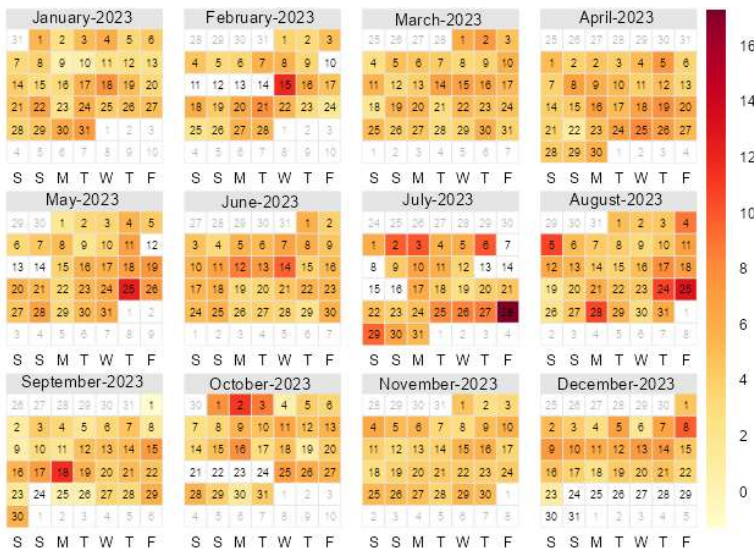 January-2023
31 1 2 3 4 5 6
7 8 9 10 11 12 13
14 15 16 17 18 19 20
21 22 23 24 25 26 27
28 29 30 31 1 2 3
4 5 6 7 8 9 10
S S M T W T F
February-2023
28 29 30 31 1 2 3
4 5 6 7 8 9 10
11 12 13 14 15 16 17
18 19 20 21 22 23 24
25 26 27 28 1 2 3
4 5 6 7 8 9 10
S S M T W T F
March-2023
25 26 27 28 1 2 3
4 5 6 7 8 9 10
11 12 13 14 15 16 17
18 19 20 21 22 23 24
25 26 27 28 29 30 31
1 2 3 4 5 6 7
S S M T W T F
April-2023
25 26 27 28 29 30 31
1 2 2 3 4 5 6
7 8 9 10 11 12 13
14 15 16 17 18 19 20
21 22 23 24 25 26 27
28 29 30 1 2 3 4
S S M T W T F
May-2023
29 30 1 2 3 4 5
6 7 8 9 10 11 12
13 14 15 16 17 18 19
20 21 22 23 24 25 26
27 28 29 30 31 1 2
3 4 5 6 7 8 9
S S M T W T F
June-2023
27 28 29 30 31 1 2
3 4 5 6 7 8 9
10 11 12 13 14 15 16
17 18 19 20 21 22 23
24 25 26 27 28 29 30
1 2 3 4 5 6 7
S S M T W T F
July-2023
24 25 26 27 28 29 30
1 2 3 4 5 6 7
8 9 10 11 12 13 14
15 16 17 18 19 20 21
22 23 24 25 26 27 28
29 30 31 1 2 3 4
S S M T W T F
August-2023
29 30 31 1 2 3 4
5 6 7 8 9 10 11
12 13 14 15 16 17 18
19 20 21 22 23 24 25
26 27 28 29 30 31 1
2 3 4 5 6 7 8
S S M T W T F
September-2023
26 27 28 29 30 31 1
2 3 4 5 6 7 8
9 10 11 12 13 14 15
16 17 18 19 20 21 22
23 24 25 26 27 28 29
30 1 2 3 4 5 6
S S M T W T F
October-2023
30 1 2 3 4 5 6
7 8 9 10 11 12 13
14 15 16 17 18 19 20
21 22 23 24 25 26 27
28 29 30 31 1 2 3
4 5 6 7 8 9 10
S S M T W T F
November-2023
28 29 30 31 1 2 3
4 5 6 7 8 9 10
11 12 13 14 15 16 17
18 19 20 21 22 23 24
25 26 27 28 29 30 1
2 3 4 5 6 7 8
S S M T W T F
December-2023
25 26 27 28 29 30 1
2 3 4 5 6 7 8
9 10 11 12 13 14 15
16 17 18 19 20 21 22
23 24 25 26 27 28 29
30 31 1 2 3 4 5
S S M T W T F
16
14
12
10
8
6
4
2
0